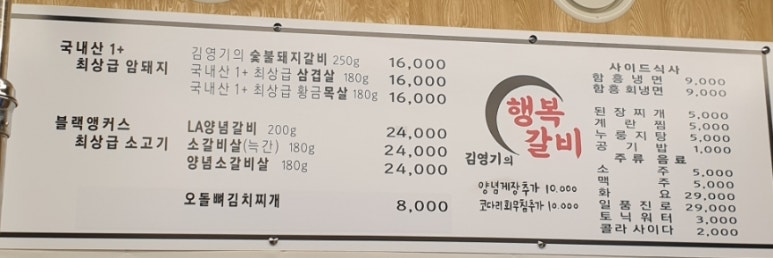 국내산 1+
최상급 암돼지
김영기의 숯불돼지갈비 250g 16,000
국내산 1+ 최상급 삼겹살 180g 16,000
국내산 1+ 최상급 황금목살 180g 16,000
블랙앵커스
최상급 소고기
LA양념갈비 200g 24,000
소갈비살(늑간) 180g 24,000
양념소갈비살 180g 24,000
오돌뼈김치찌개 8,000
행복
갈비
김영기의
양념게장추가 10.000
코다리회무침추가 10.000
사이드식사
함흥냉면 9,000
함흥회냉면 9,000
된장찌개 5,000
계란찜 5,000
누룽지탕 5,000
공기밥 1,000
주류음료
소주 5,000
맥주 5,000
화요 29,000
일품진로 29,000
토닉워터 3,000
콜라사이다 2,000